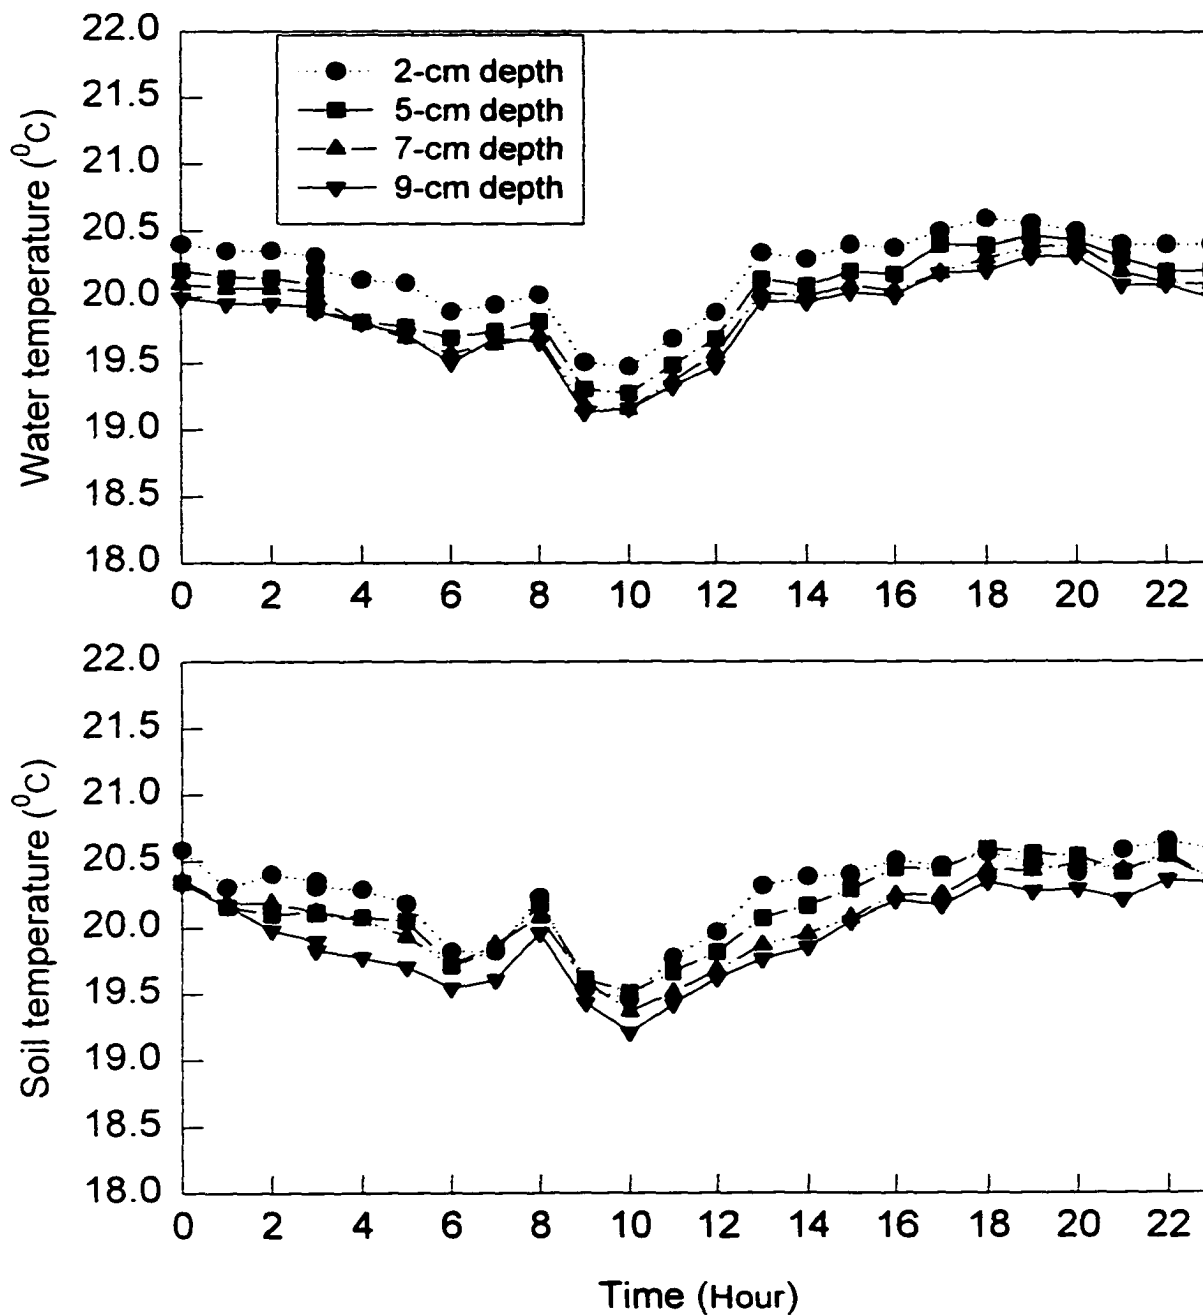 22.0
21.5
21.0
20.5
20.0
19.5
19.0
18.5
18.0
Water temperature (⁰C)
2-cm depth
5-cm depth
7-cm depth
9-cm depth
0 2 4 6 8 10 12 14 16 18 20 22
22.0
21.5
21.0
20.5
20.0
19.5
19.0
18.5
18.0
Soil temperature (⁰C)
0 2 4 6 8 10 12 14 16 18 20 22
Time (Hour)